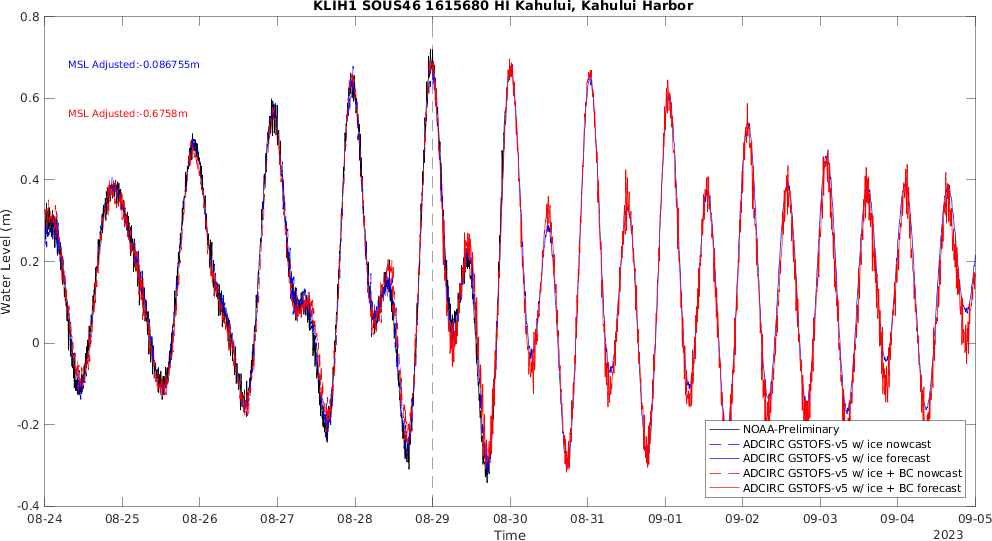 KLIH1 SOUS46 1615680 HI Kahului, Kahului Harbor
MSL Adjusted:-0.086755m
MSL Adjusted:-0.6758m
Water Level (m)
0.8
0.6
0.4
0.2
0
-0.2
-0.4
NOAA-Preliminary
ADCIRC GSTOFS-v5 w/ ice nowcast
ADCIRC GSTOFS-v5 w/ ice forecast
ADCIRC GSTOFS-v5 w/ ice + BC nowcast
ADCIRC GSTOFS-v5 w/ ice + BC forecast
08-24 08-25 08-26 08-27 08-28 08-29 08-30 08-31 09-01 09-02 09-03 09-04 09-05
Time
2023